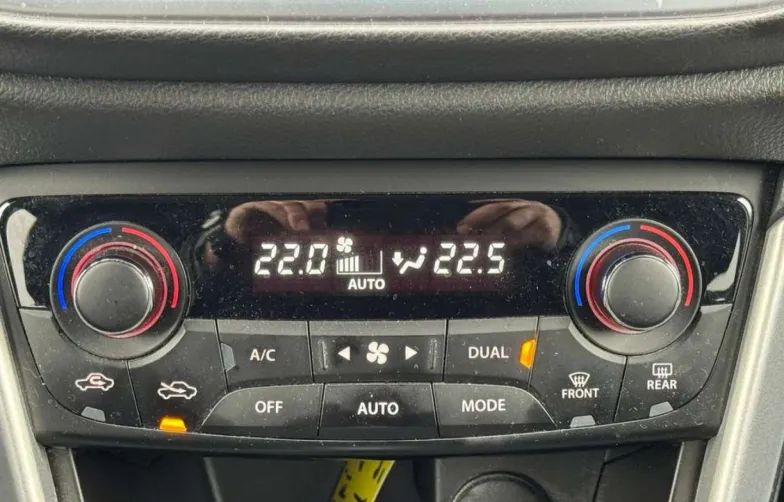 22.0
AUTO
22.5
A/C
DUAL
FRONT
REAR
OFF
AUTO
MODE